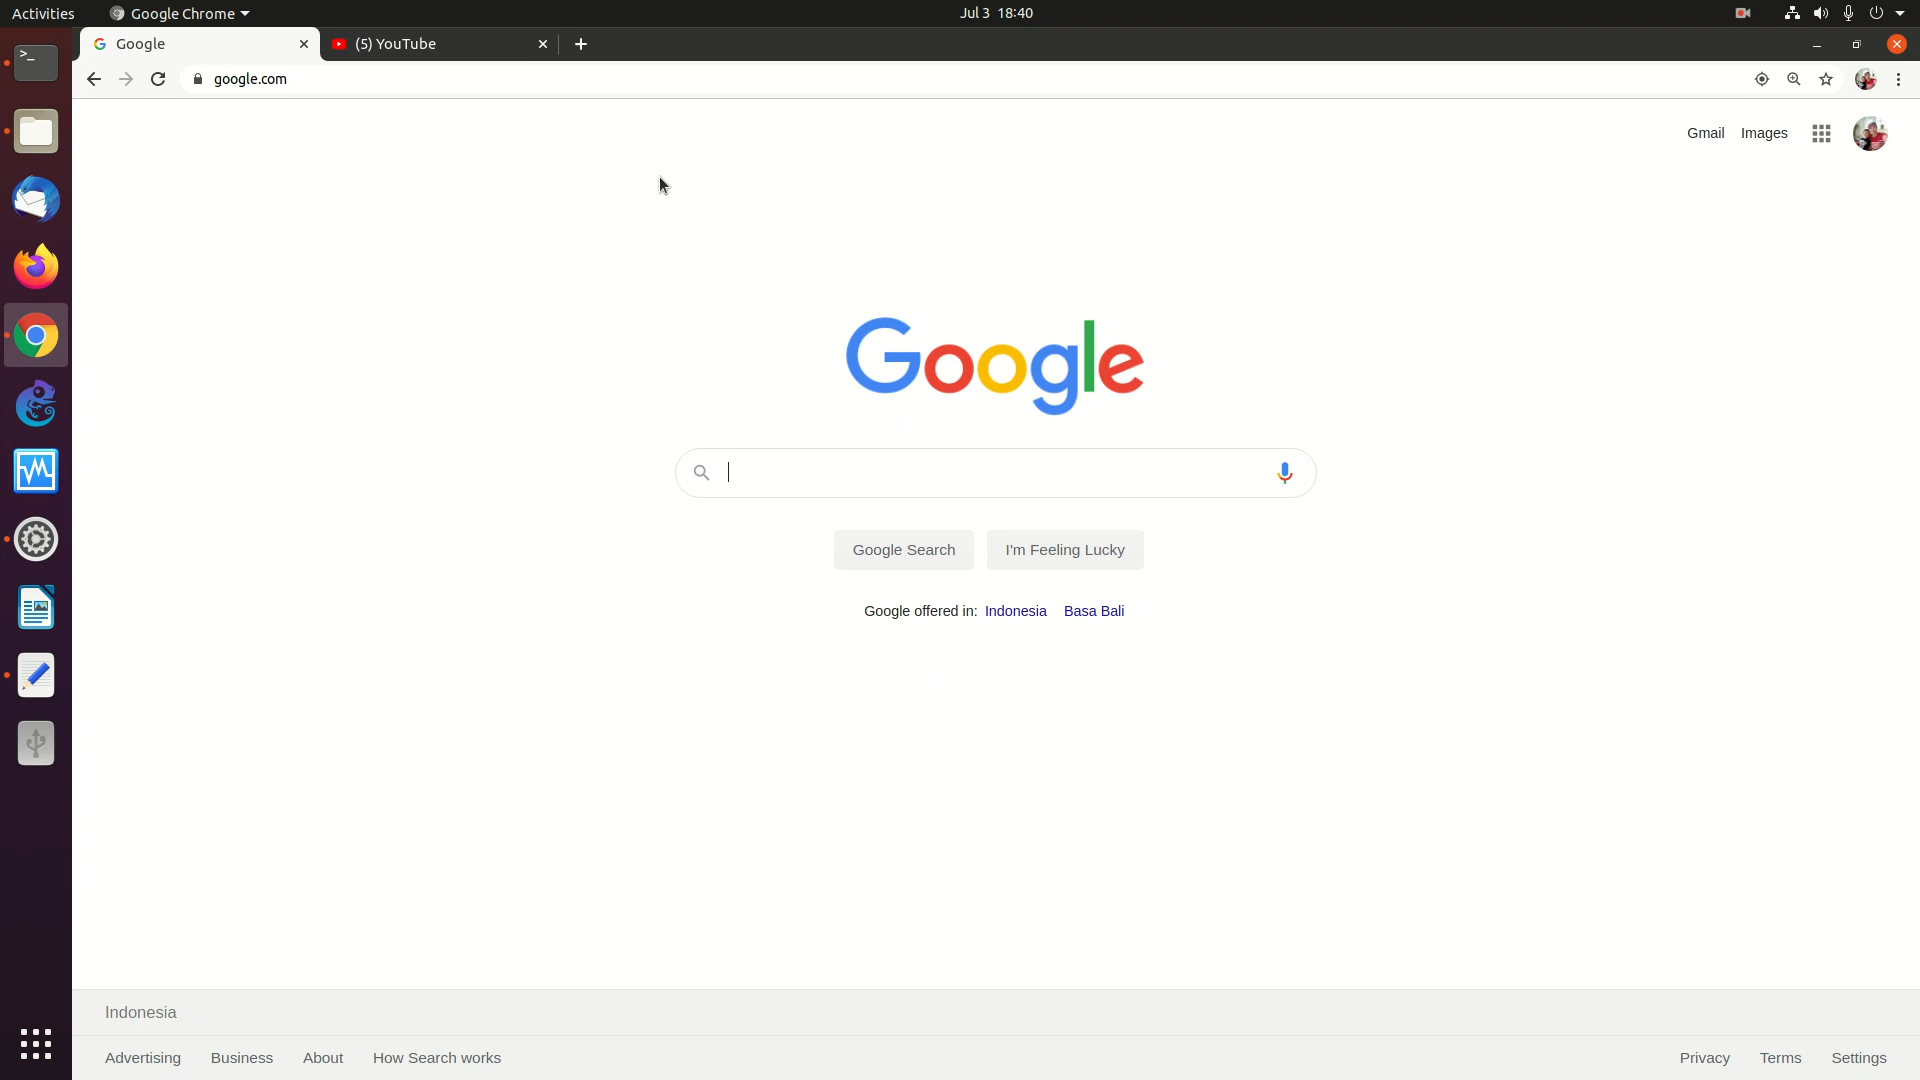 Activities Google Chrome Jul 3 18:40
Google (5) YouTube
google.com
Gmail Images
Google
Google Search I'm Feeling Lucky
Google offered in: Indonesia Basa Bali
Indonesia
Advertising Business About How Search works Privacy Terms Settings